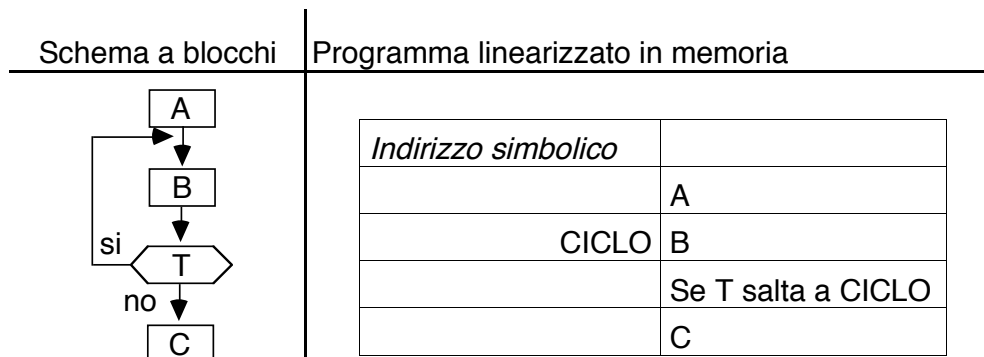 Schema a blocchi Programma linearizzato in memoria
A
B
si
T
no
C
Indirizzo simbolico
A
CICLO B
Se T salta a CICLO
C